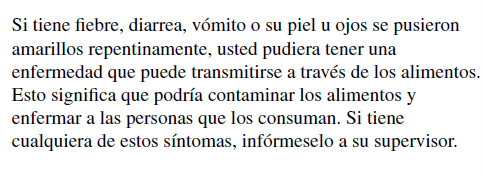 Si tiene fiebre, diarrea, vómito o su piel u ojos se pusieron
amarillos repentinamente, usted pudiera tener una
enfermedad que puede transmitirse a través de los alimentos.
Esto significa que podría contaminar los alimentos y
enfermar a las personas que los consuman. Si tiene
cualquiera de estos síntomas, infórmeselo a su supervisor.